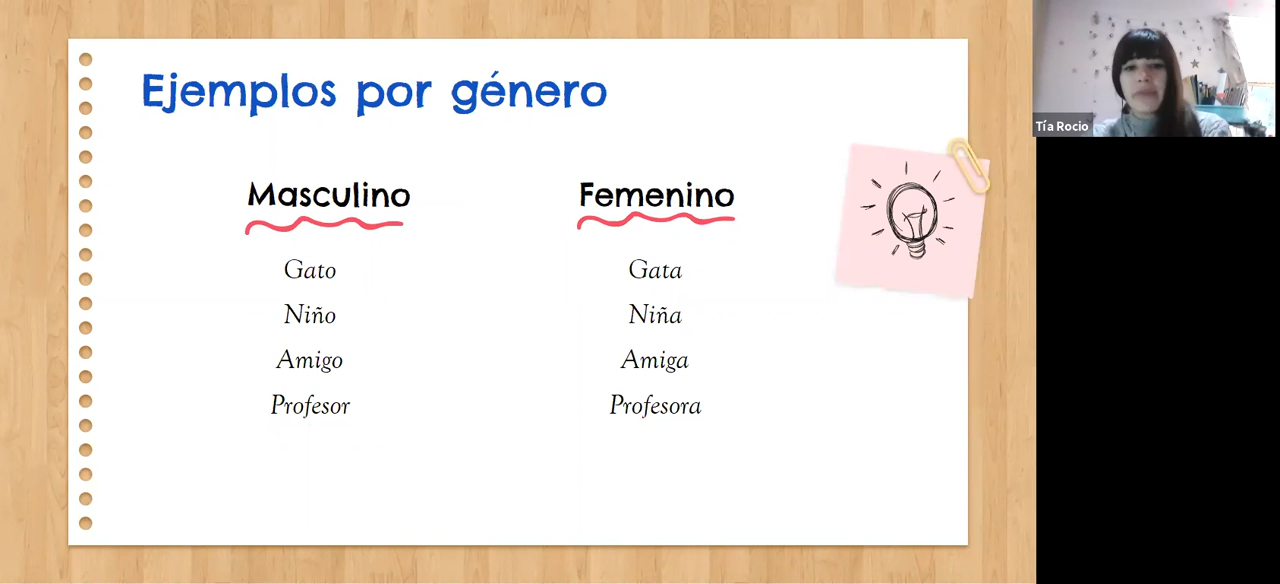 Ejemplos por género
Masculino
Femenino
Gato
Gata
Niño
Niña
Amigo
Amiga
Profesor
Profesora
Tía Rocio